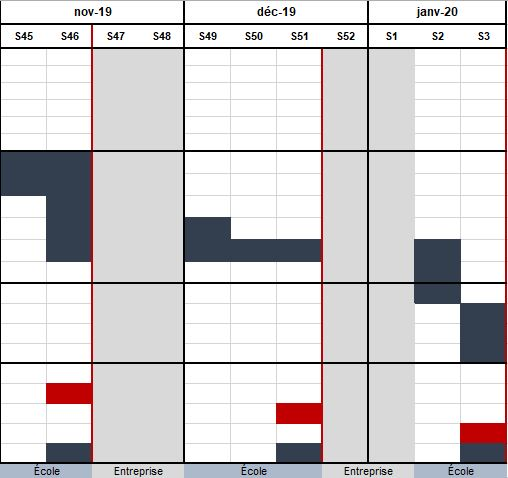 nov-19 déc-19 janv-20
S45 S46 S47 S48 S49 S50 S51 S52 S1 S2 S3
École Entreprise École Entreprise École